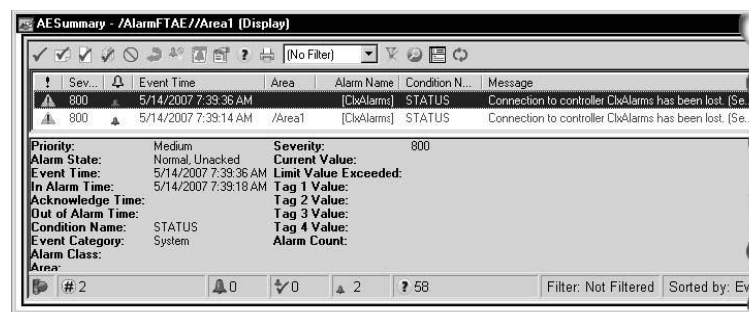 AESummary - /AlarmFTAE//Area1 (Display)
(No Filter)
! Sev... Event Time Area Alarm Name Condition N... Message
800 5/14/2007 7:39:36 AM [ClxAlarms] STATUS Connection to controller ClxAlarms has been lost. (Se..
800 5/14/2007 7:39:14 AM /Area1 [ClxAlarms] STATUS Connection to controller ClxAlarms has been lost. (Se..
Priority: Medium Severity: 800
Alarm State: Normal, Unacked Current Value:
Event Time: 5/14/2007 7:39:36 AM Limit Value Exceeded:
In Alarm Time: 5/14/2007 7:39:18 AM Tag 1 Value:
Acknowledge Time: Tag 2 Value:
Out of Alarm Time: Tag 3 Value:
Condition Name: STATUS Tag 4 Value:
Event Category: System Alarm Count:
Alarm Class:
Area:
# 2 0 0 2 ? 58 Filter: Not Filtered Sorted by: Ev